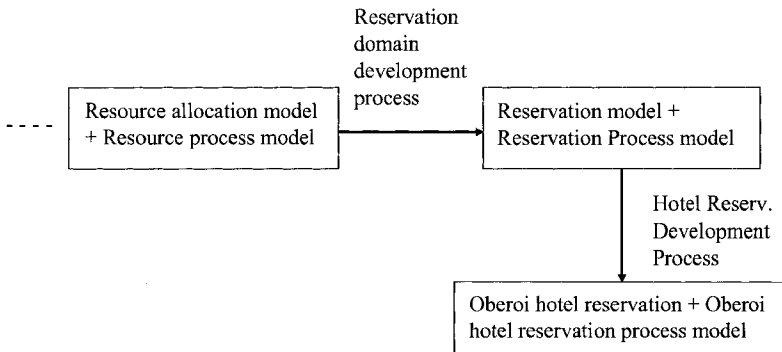 Reservation
domain
development
process
Resource allocation model
+ Resource process model
Reservation model +
Reservation Process model
Hotel Reserv.
Development
Process
Oberoi hotel reservation + Oberoi
hotel reservation process model